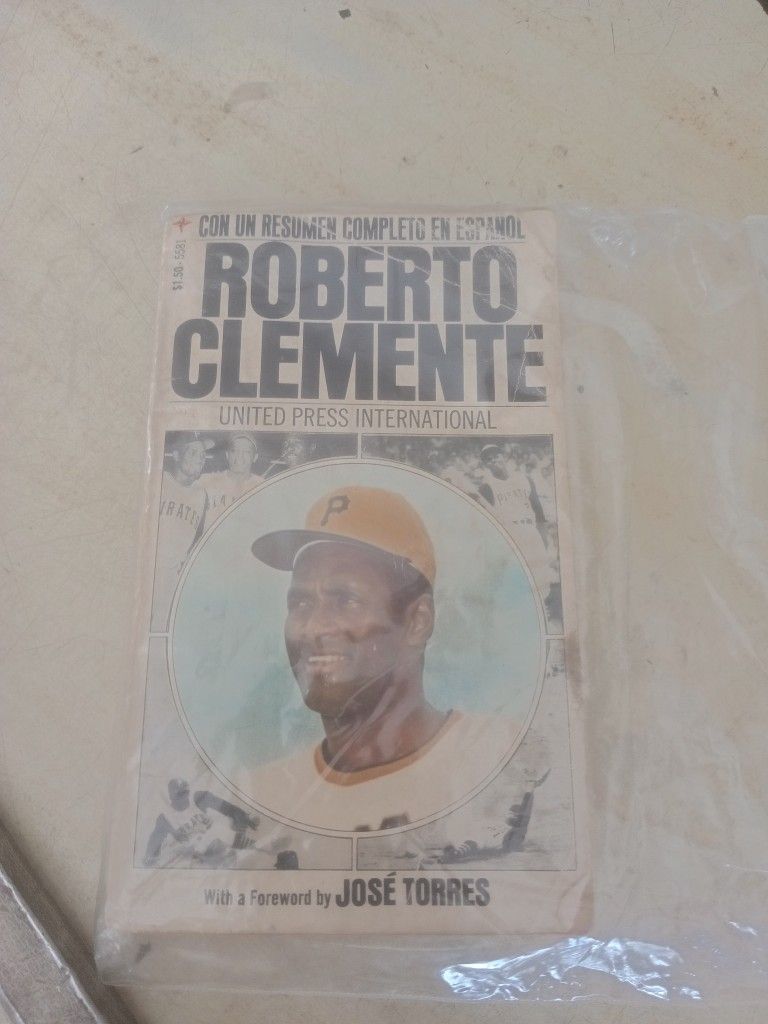 CON UN RESUMEN COMPLETO EN ESPAÑOL
$1.50 · 5581
ROBERTO
CLEMENTE
UNITED PRESS INTERNATIONAL
P
With a Foreword by JOSÉ TORRES